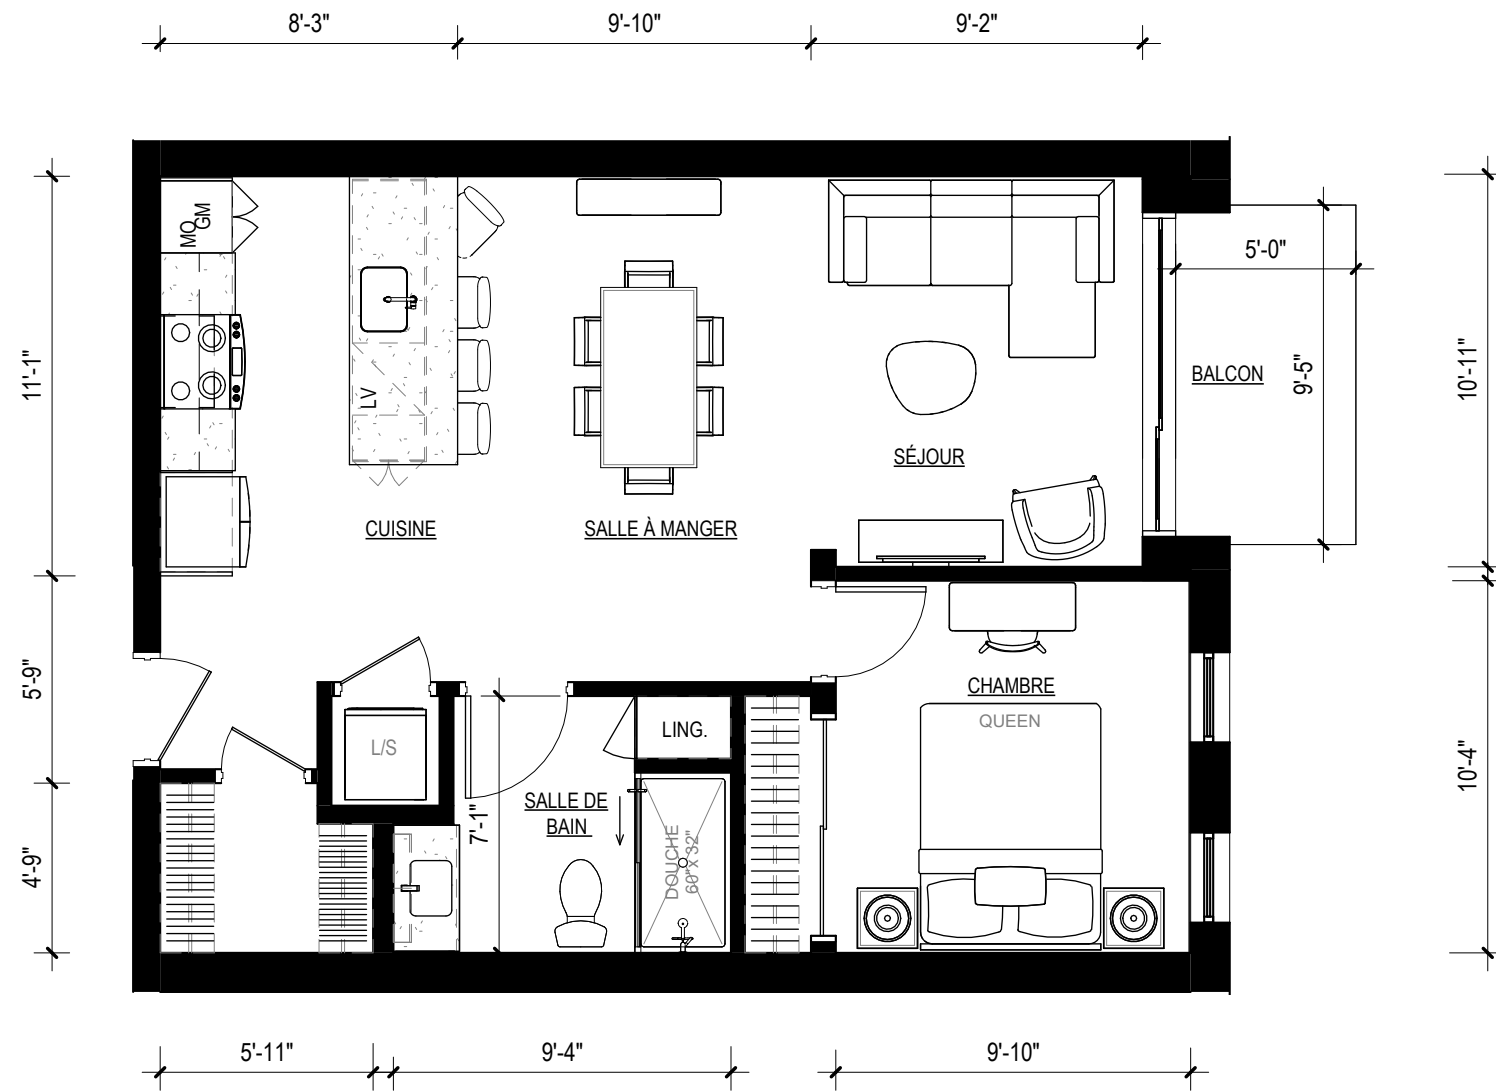 8'-3"
9'-10"
9'-2"
MO
GM
5'-0"
11'-1"
LV
BALCON
9'-5"
10'-11"
SÉJOUR
CUISINE
SALLE À MANGER
5'-9"
CHAMBRE
QUEEN
LING.
L/S
10'-4"
SALLE DE
BAIN
7'-1"
DOUCHE
60"X 32"
4'-9"
5'-11"
9'-4"
9'-10"